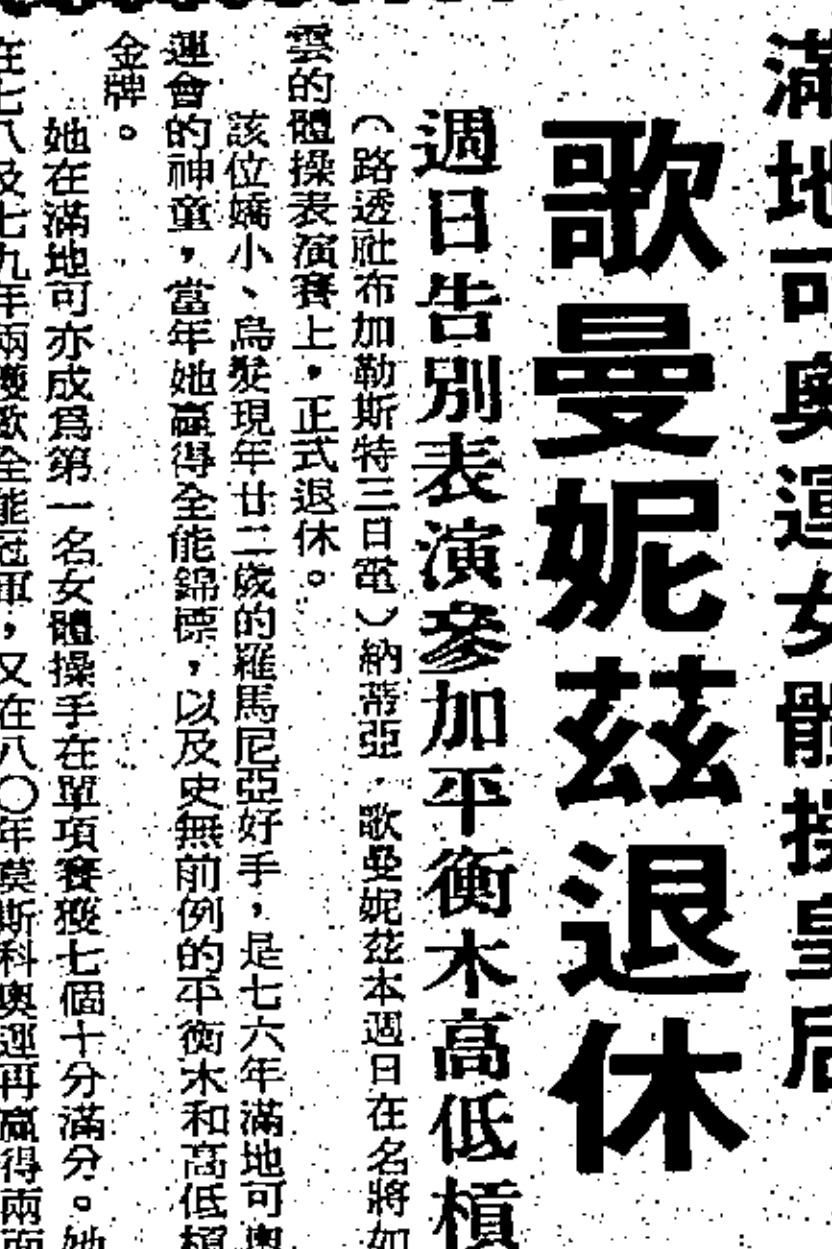 滿地可奧運女體操皇后
歌曼妮茲退休
週日告別表演參加平衡木高低槓
（路透社布加勒斯特三日電）納蒂亞．歌曼妮茲本週日在名將如
雲的體操表演賽上，正式退休。
該位嬌小、烏髮現年廿二歲的羅馬尼亞好手，是七六年滿地可奧
運會的神童，當年她贏得全能錦標，以及史無前例的平衡木和高低槓
金牌。
她在滿地可亦成爲第一名女體操手在單項賽獲七個十分滿分。她
在七八及七九年兩獲歐全能冠軍，又在八〇年莫斯科奧運再贏得兩面